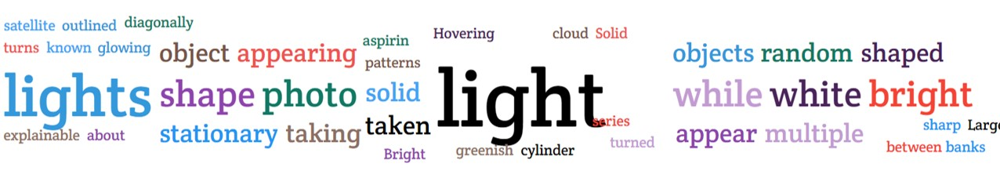 satellite outlined diagonally
turns known glowing
lights
explainable about
object appearing
shape photo
stationary taking
aspirin
patterns
solid
taken
Bright
Hovering cloud Solid
light
series
turned
greenish cylinder
objects random shaped
while white bright
appear multiple
sharp Large
between banks